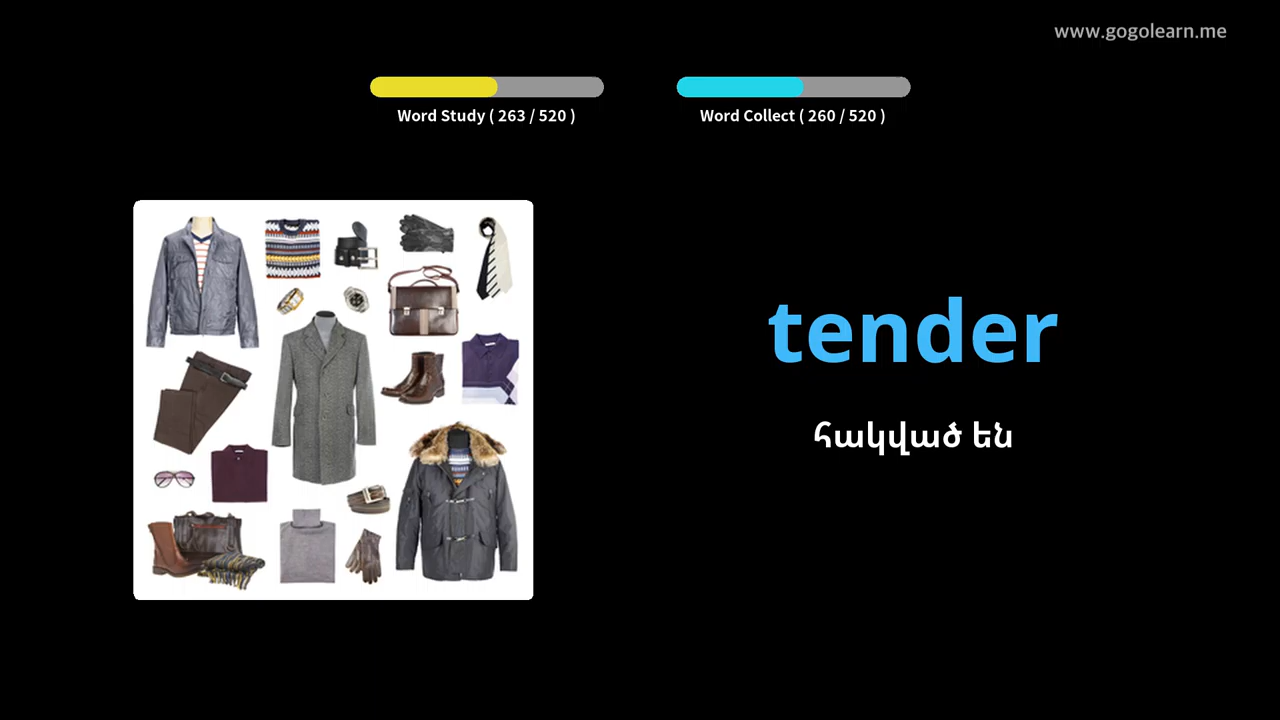 www.gogolearn.me
Word Study ( 263 / 520 )
Word Collect ( 260 / 520 )
tender
հակված են